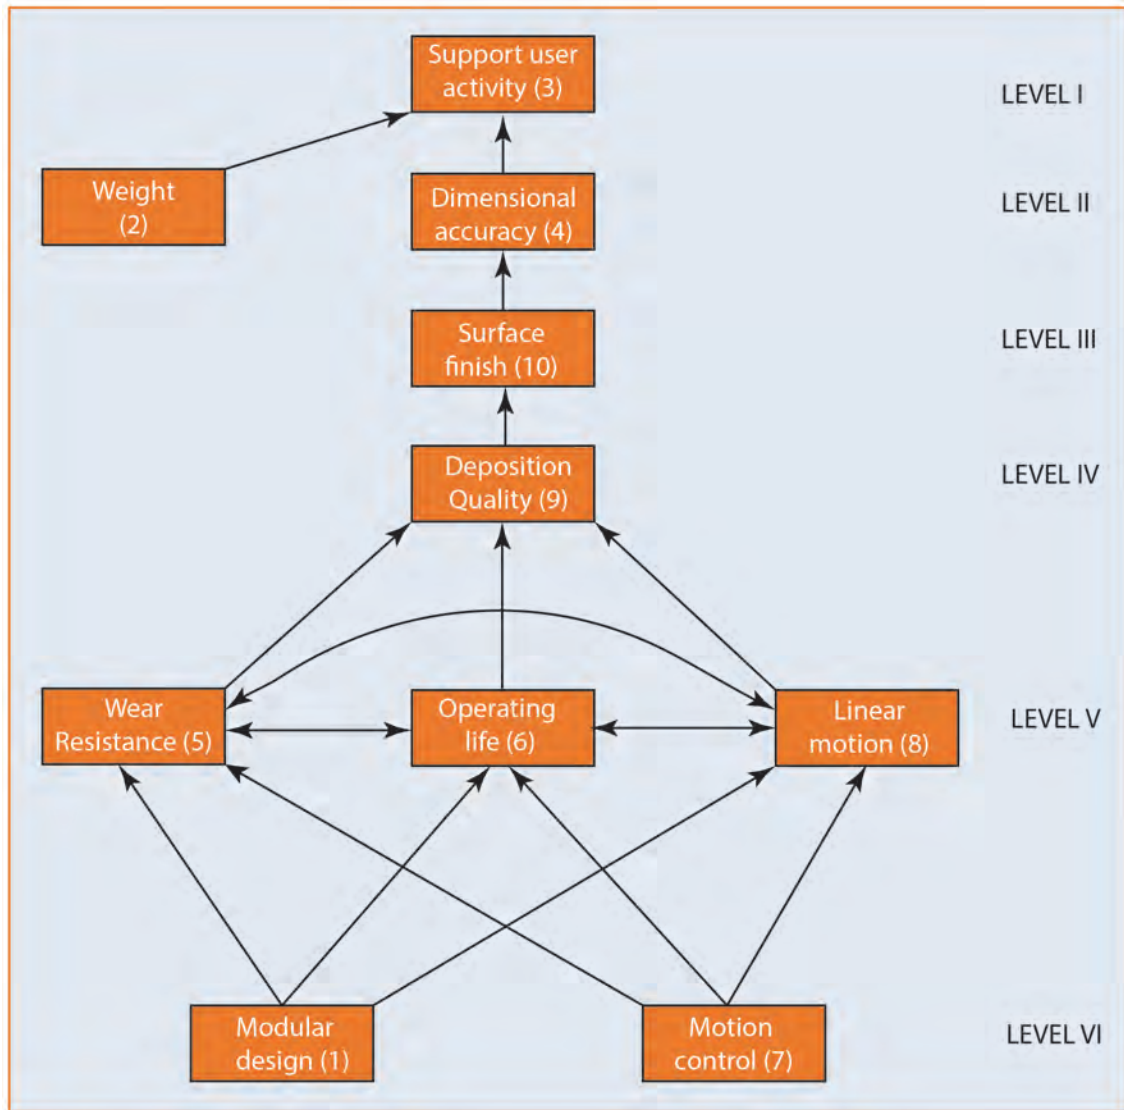 Support user
activity (3)
LEVEL I
Weight
(2)
Dimensional
accuracy (4)
LEVEL II
Surface
finish (10)
LEVEL III
Deposition
Quality (9)
LEVEL IV
Wear
Resistance (5)
Operating
life (6)
Linear
motion (8)
LEVEL V
Modular
design (1)
Motion
control (7)
LEVEL VI